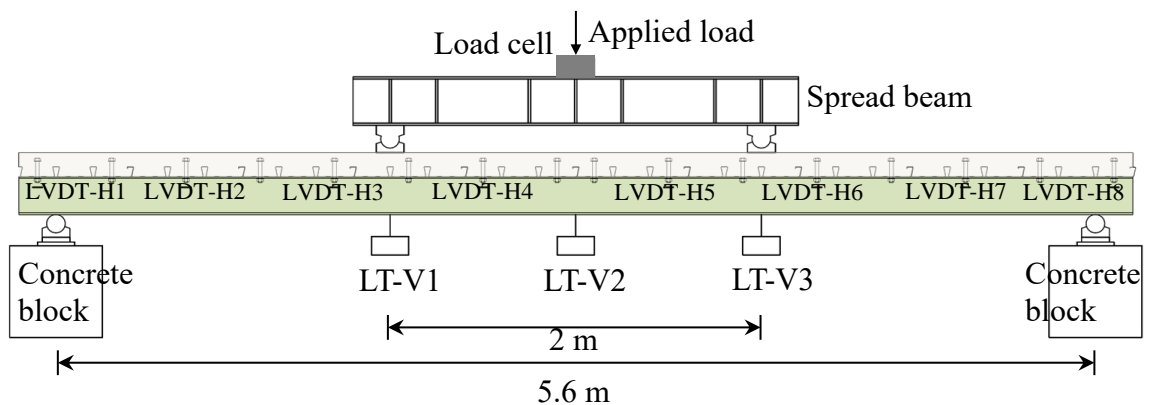 Applied load
Load cell
Spread beam
LVDT-H1 LVDT-H2 LVDT-H3 LVDT-H4 LVDT-H5 LVDT-H6 LVDT-H7 LVDT-H8
Concrete
block
LT-V1 LT-V2 LT-V3
Concrete
block
2 m
5.6 m